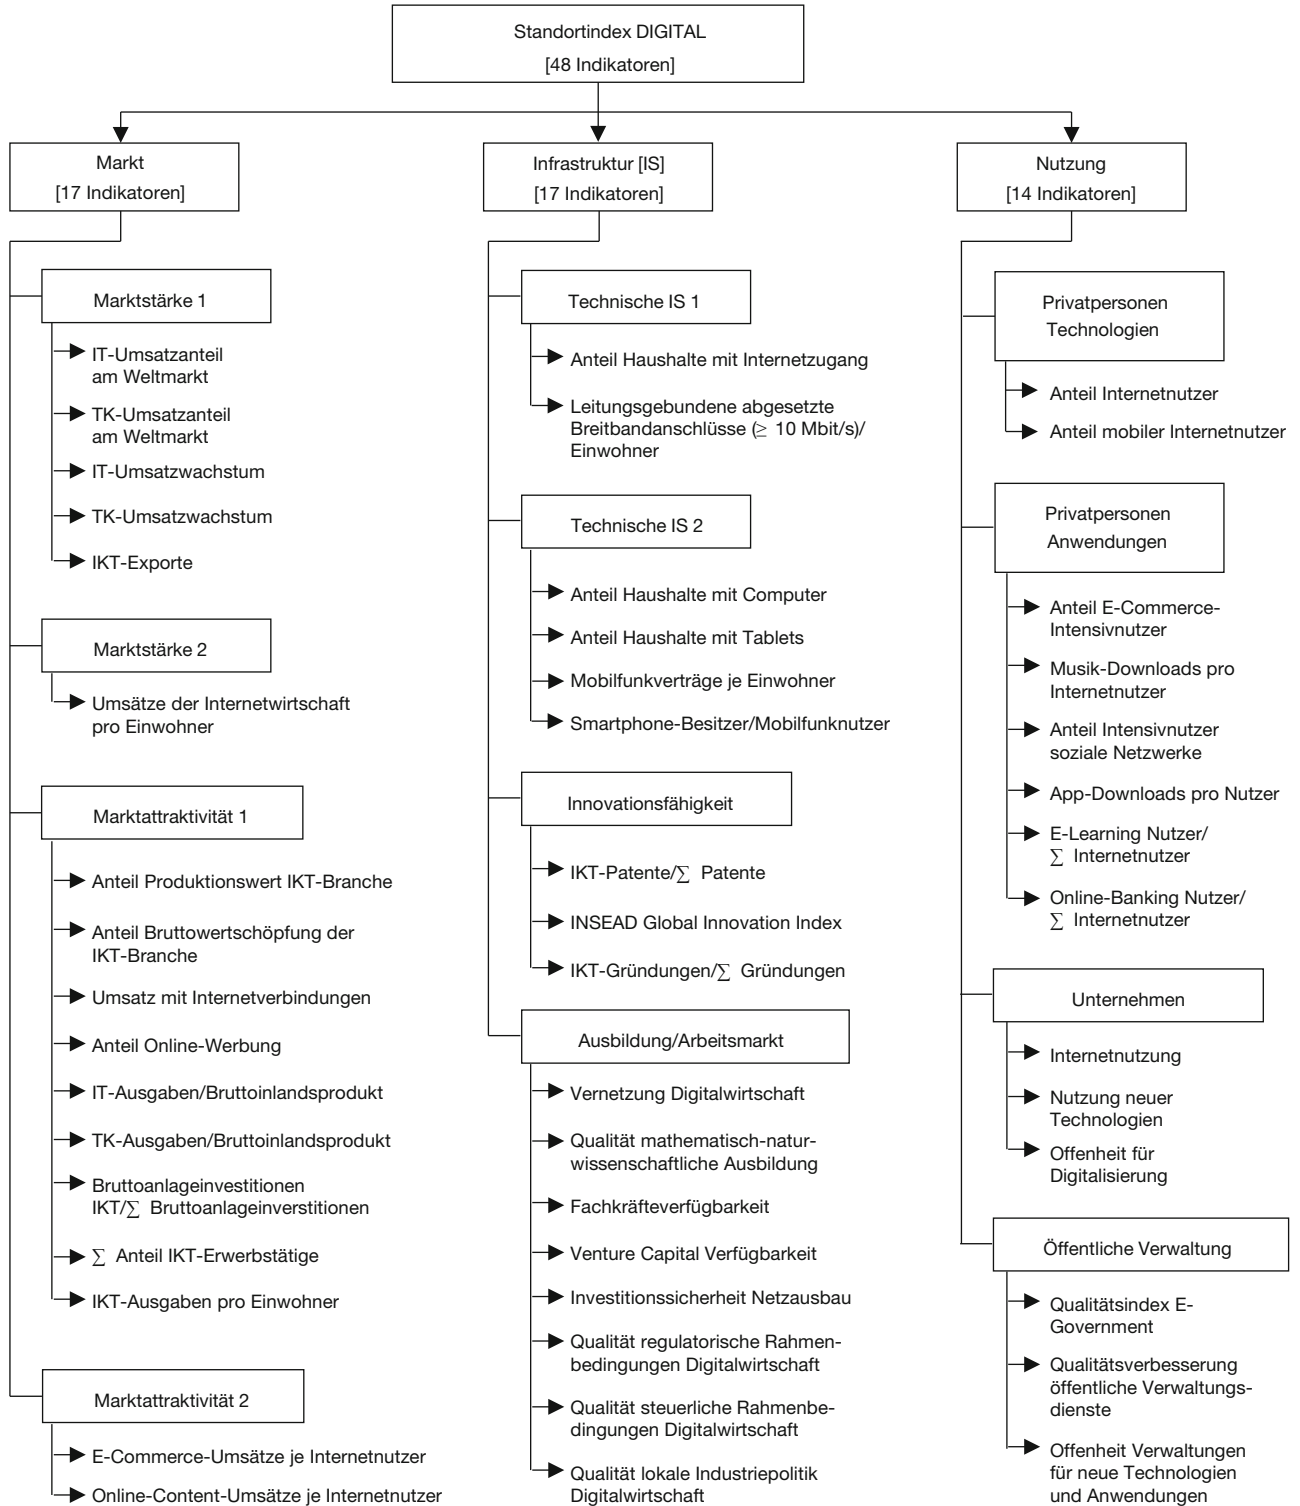 Standortindex DIGITAL
[48 Indikatoren]
Markt
[17 Indikatoren]
Marktstärke 1
IT-Umsatzanteil
am Weltmarkt
TK-Umsatzanteil
am Weltmarkt
IT-Umsatzwachstum
TK-Umsatzwachstum
IKT-Exporte
Marktstärke 2
Umsätze der Internetwirtschaft
pro Einwohner
Marktattraktivität 1
Anteil Produktionswert IKT-Branche
Anteil Bruttowertschöpfung der
IKT-Branche
Umsatz mit Internetverbindungen
Anteil Online-Werbung
IT-Ausgaben/Bruttoinlandsprodukt
TK-Ausgaben/Bruttoinlandsprodukt
Bruttoanlageinvestitionen
IKT/∑ Bruttoanlageinverstitionen
∑ Anteil IKT-Erwerbstätige
IKT-Ausgaben pro Einwohner
Marktattraktivität 2
E-Commerce-Umsätze je Internetnutzer
Online-Content-Umsätze je Internetnutzer
Infrastruktur [IS]
[17 Indikatoren]
Technische IS 1
Anteil Haushalte mit Internetzugang
Leitungsgebundene abgesetzte
Breitbandanschlüsse (≥ 10 Mbit/s)/
Einwohner
Technische IS 2
Anteil Haushalte mit Computer
Anteil Haushalte mit Tablets
Mobilfunkverträge je Einwohner
Smartphone-Besitzer/Mobilfunknutzer
Innovationsfähigkeit
IKT-Patente/∑ Patente
INSEAD Global Innovation Index
IKT-Gründungen/∑ Gründungen
Ausbildung/Arbeitsmarkt
Vernetzung Digitalwirtschaft
Qualität mathematisch-natur-
wissenschaftliche Ausbildung
Fachkräfteverfügbarkeit
Venture Capital Verfügbarkeit
Investitionssicherheit Netzausbau
Qualität regulatorische Rahmen-
bedingungen Digitalwirtschaft
Qualität steuerliche Rahmenbe-
dingungen Digitalwirtschaft
Qualität lokale Industriepolitik
Digitalwirtschaft
Nutzung
[14 Indikatoren]
Privatpersonen
Technologien
Anteil Internetnutzer
Anteil mobiler Internetnutzer
Privatpersonen
Anwendungen
Anteil E-Commerce-
Intensivnutzer
Musik-Downloads pro
Internetnutzer
Anteil Intensivnutzer
soziale Netzwerke
App-Downloads pro Nutzer
E-Learning Nutzer/
∑ Internetnutzer
Online-Banking Nutzer/
∑ Internetnutzer
Unternehmen
Internetnutzung
Nutzung neuer
Technologien
Offenheit für
Digitalisierung
Öffentliche Verwaltung
Qualitätsindex E-
Government
Qualitätsverbesserung
öffentliche Verwaltungs-
dienste
Offenheit Verwaltungen
für neue Technologien
und Anwendungen